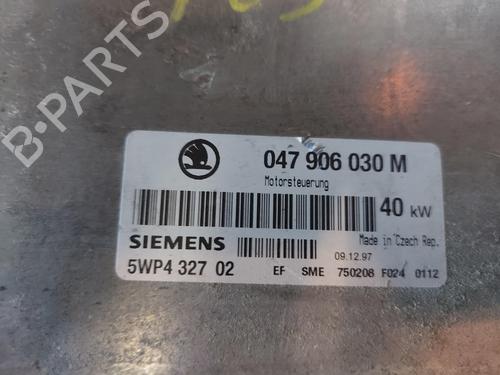 B-PARTS
047 906 030 M
Motorsteuerung
40 kW
SIEMENS
Made in Czech Rep.
09.12.97
5WP4 327 02 EF SME 750208 F024 0112